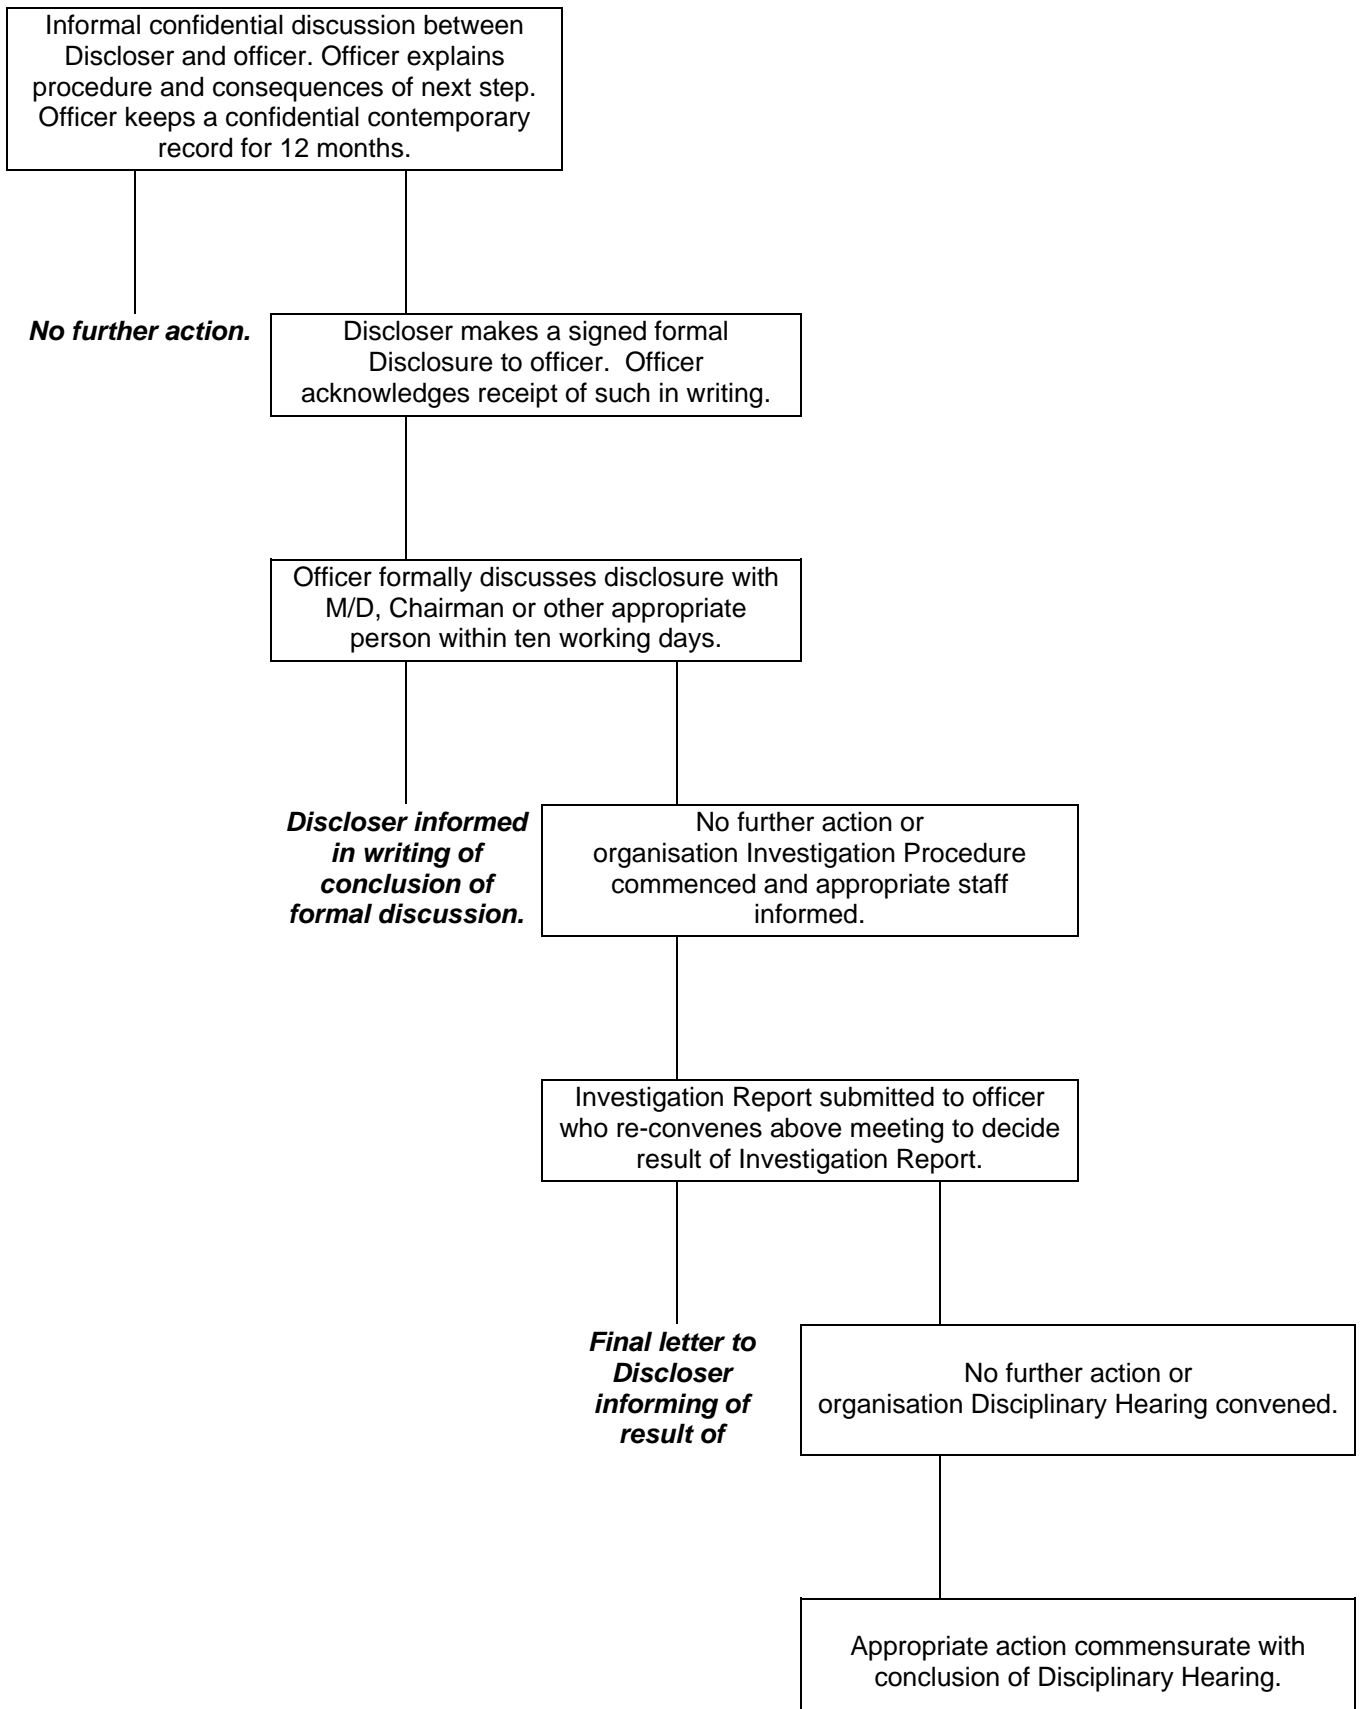 Informal confidential discussion between
Discloser and officer. Officer explains
procedure and consequences of next step.
Officer keeps a confidential contemporary
record for 12 months.
No further action.
Discloser makes a signed formal
Disclosure to officer.  Officer
acknowledges receipt of such in writing.
Officer formally discusses disclosure with
M/D, Chairman or other appropriate
person within ten working days.
Discloser informed
in writing of
conclusion of
formal discussion.
No further action or
organisation Investigation Procedure
commenced and appropriate staff
informed.
Investigation Report submitted to officer
who re-convenes above meeting to decide
result of Investigation Report.
Final letter to
Discloser
informing of
result of
No further action or
organisation Disciplinary Hearing convened.
Appropriate action commensurate with
conclusion of Disciplinary Hearing.